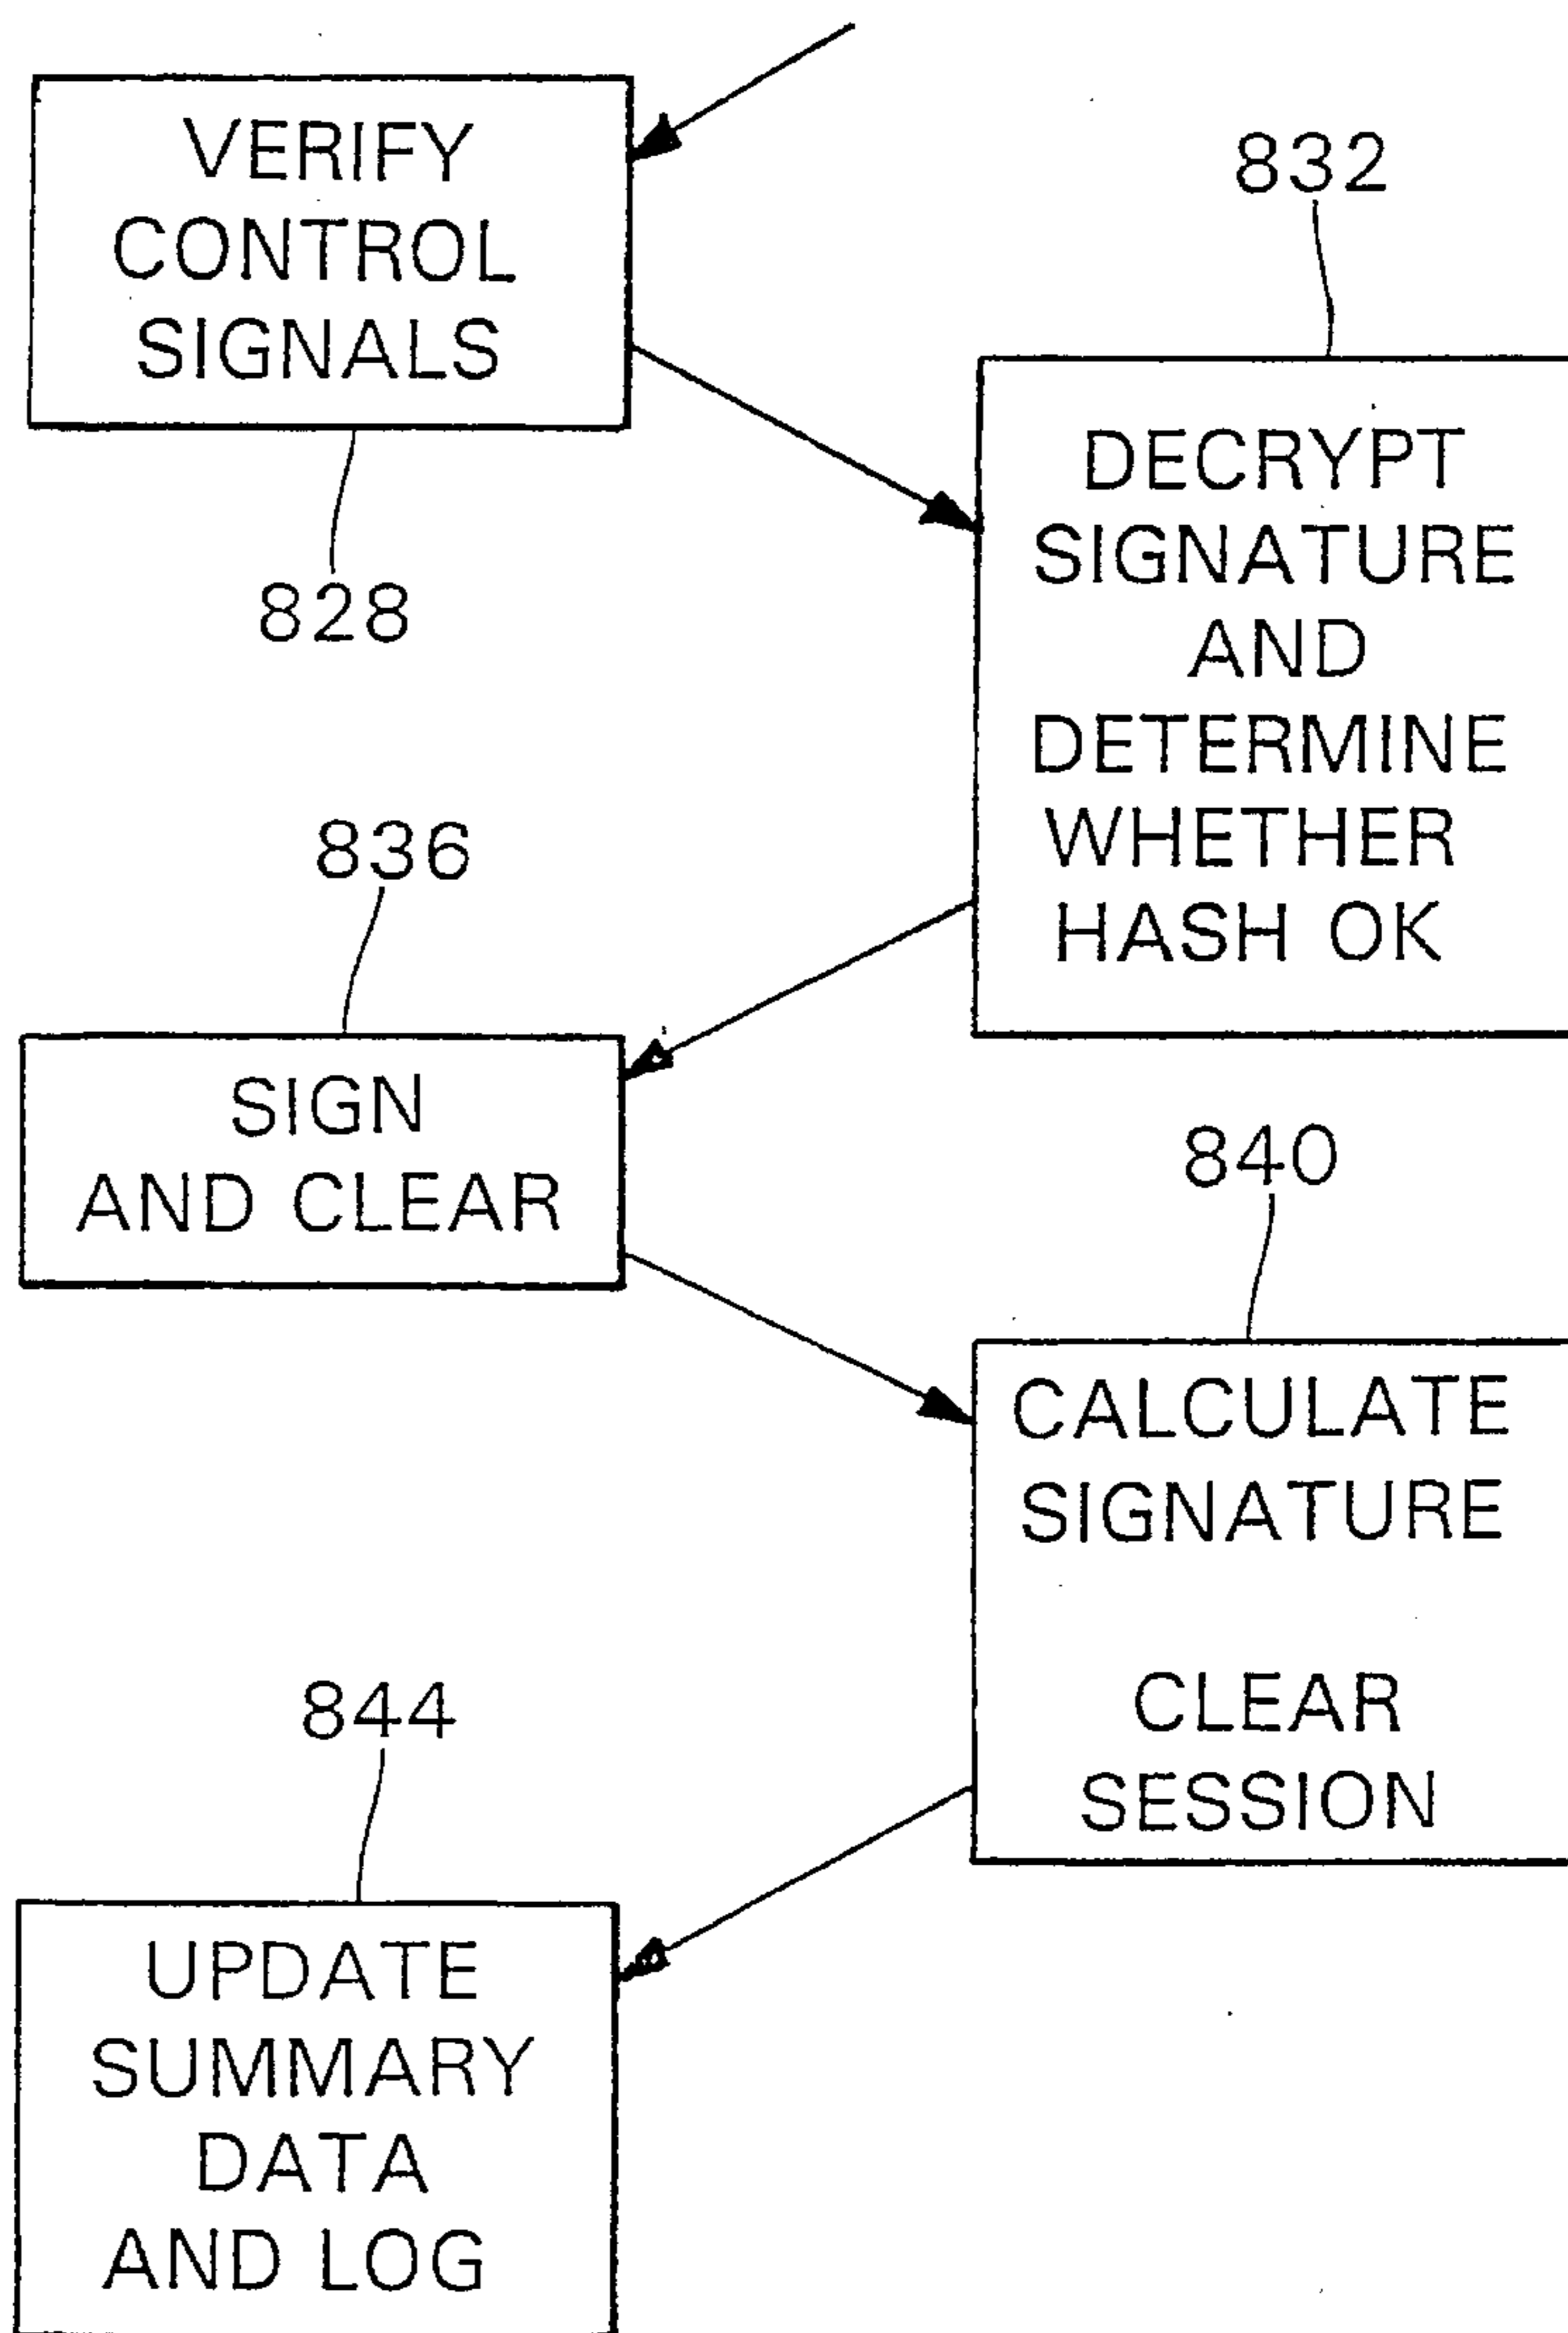 VERIFY
CONTROL
SIGNALS
828
832
DECRYPT
SIGNATURE
AND
DETERMINE
WHETHER
HASH OK
836
SIGN
AND CLEAR
840
CALCULATE
SIGNATURE
CLEAR
SESSION
844
UPDATE
SUMMARY
DATA
AND LOG